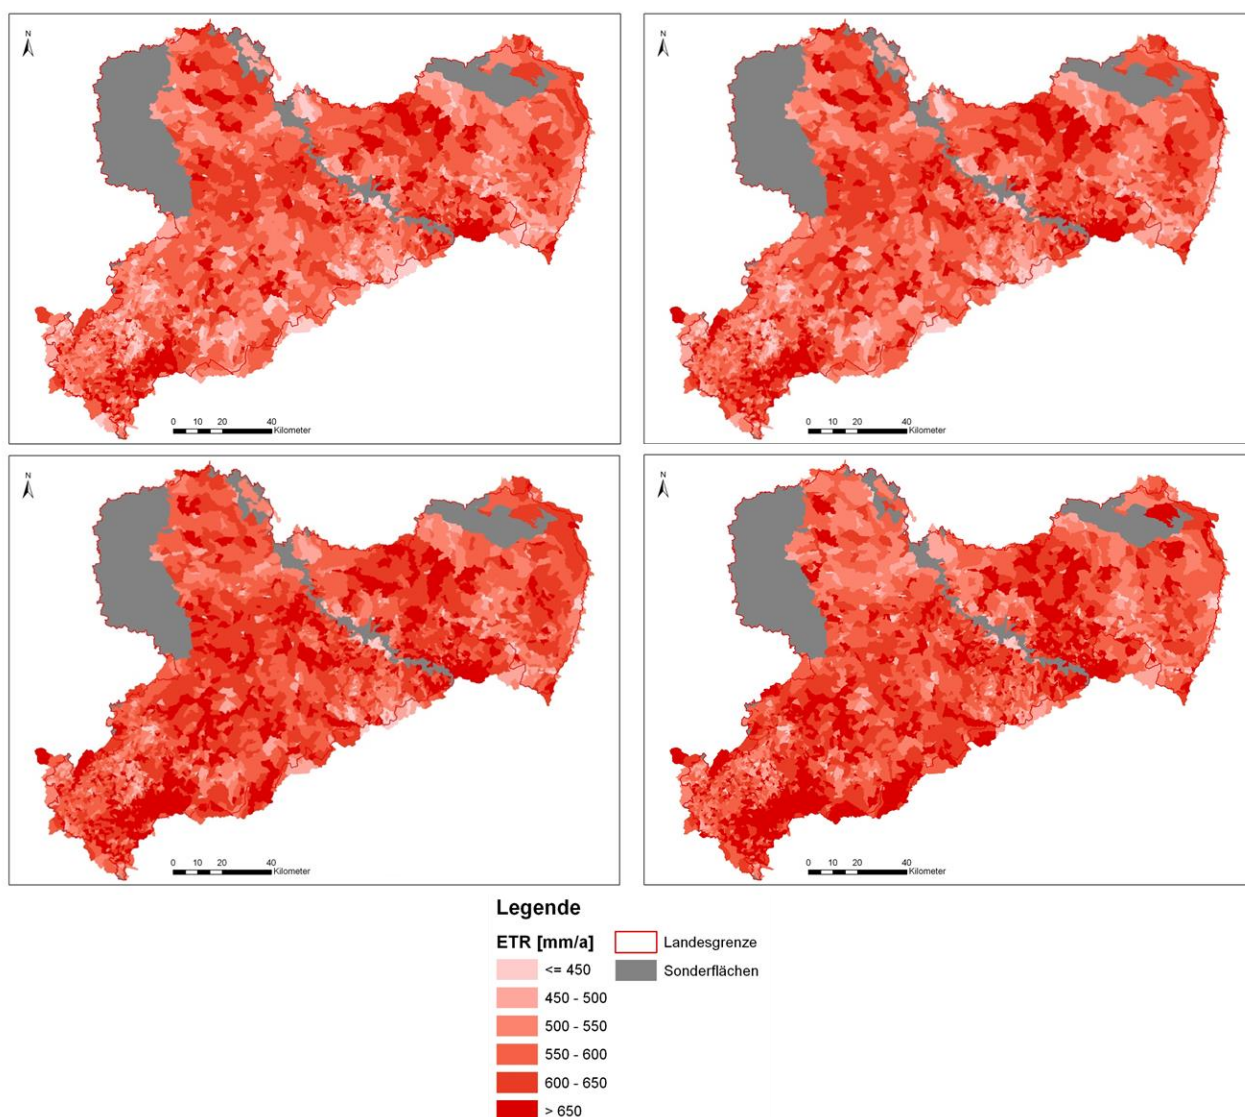 N
N
0 10 20 40
Kilometer
0 10 20 40
Kilometer
N
N
0 10 20 40
Kilometer
0 10 20 40
Kilometer
Legende
ETR [mm/a]
<= 450
450 - 500
500 - 550
550 - 600
600 - 650
> 650
Landesgrenze
Sonderflächen